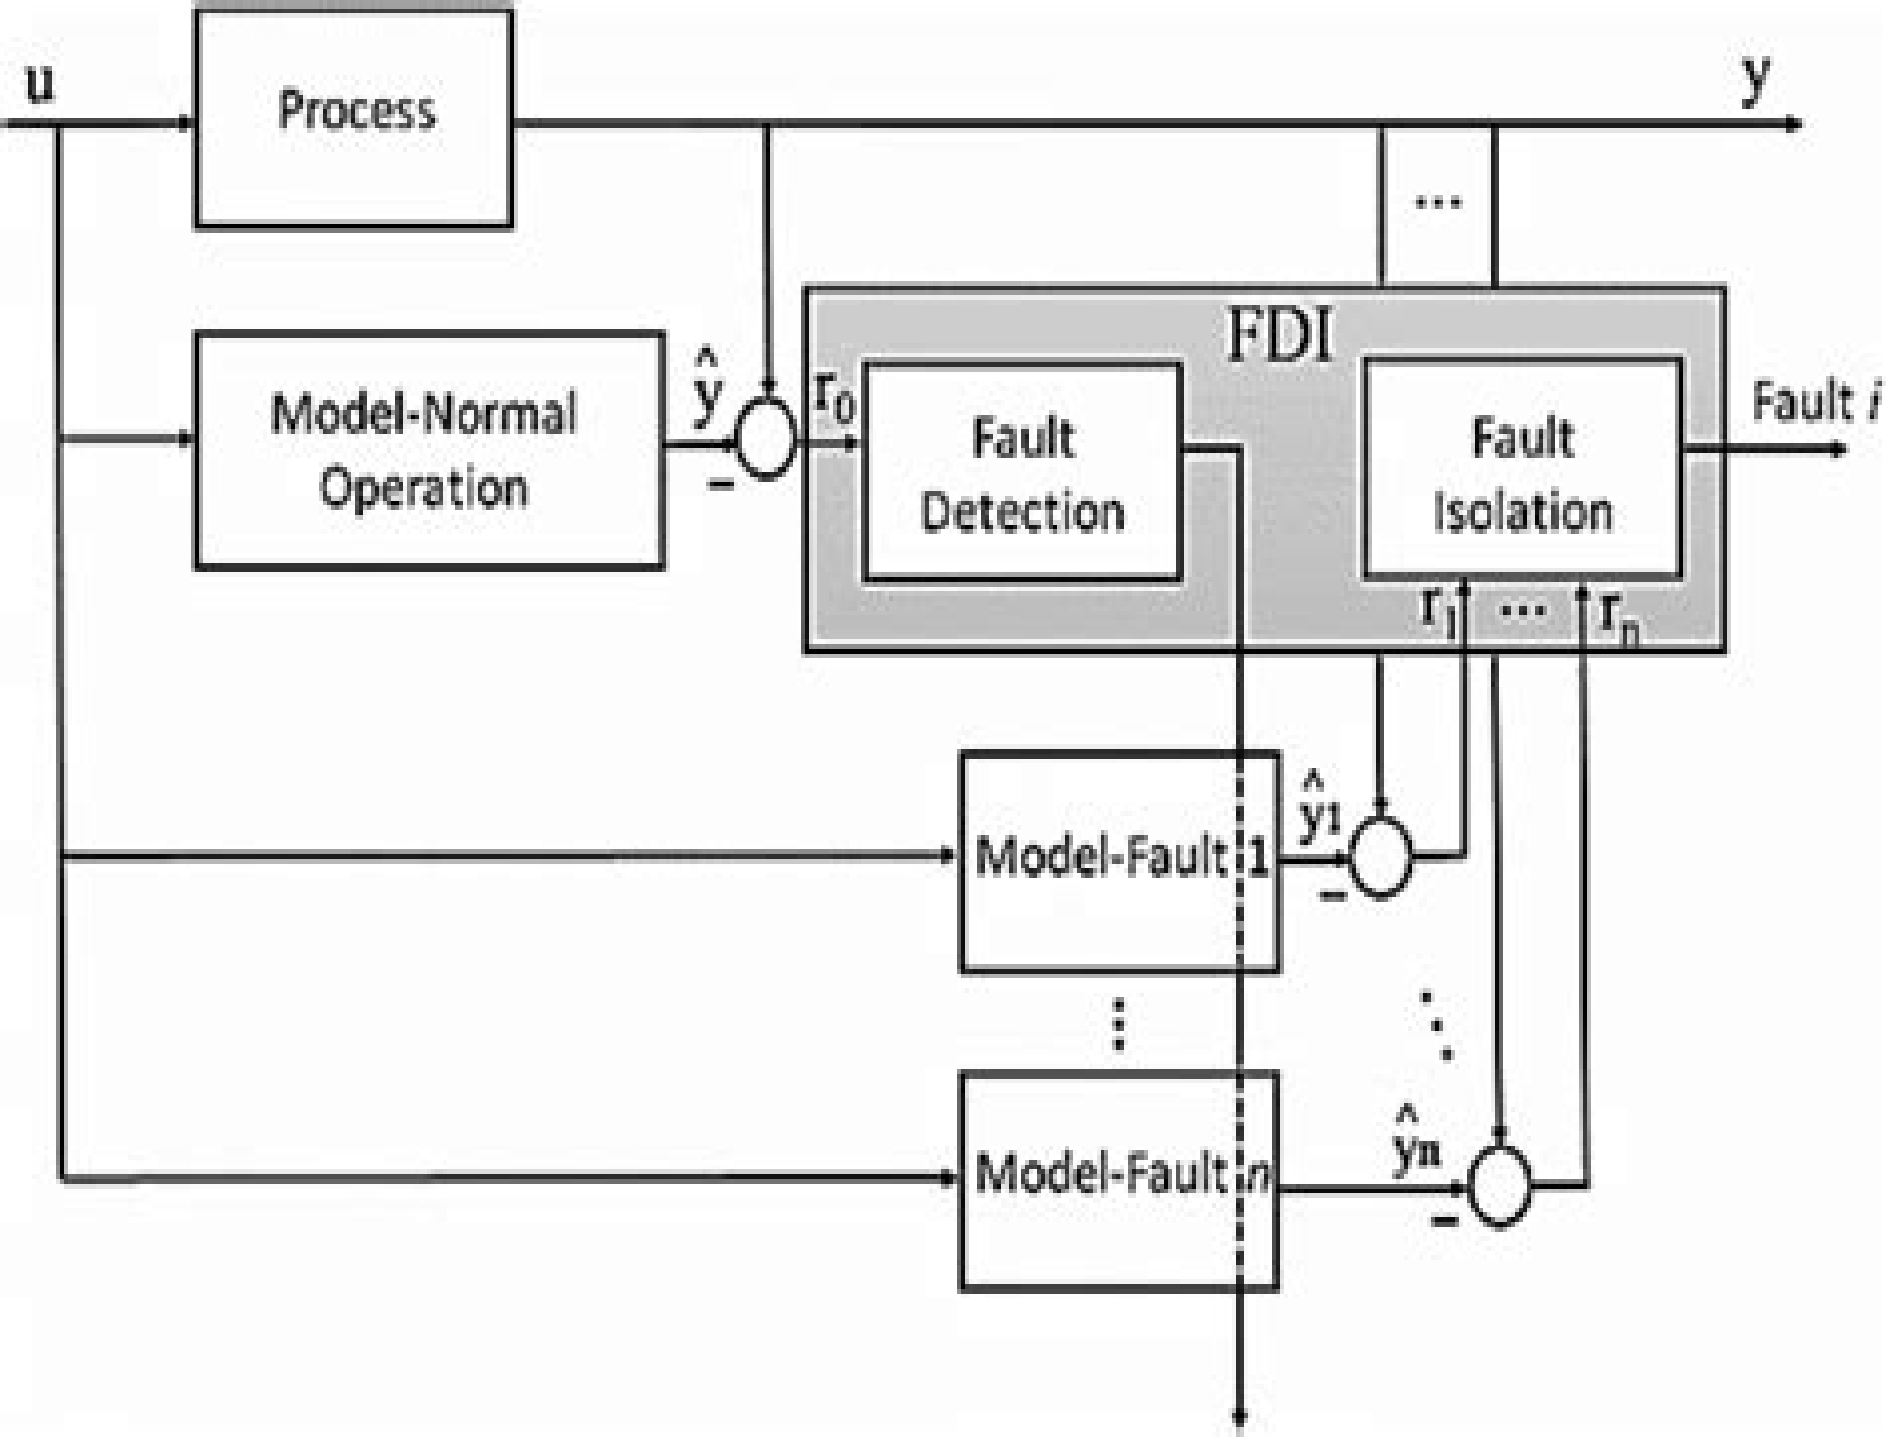 u
Process
y
...
FDI
Model-Normal
Operation
ŷ
-
r₀
Fault
Detection
Fault
Isolation
Fault i
r₁ ... rₙ
Model-Fault 1
ŷ1
-
Model-Fault n
ŷn
-